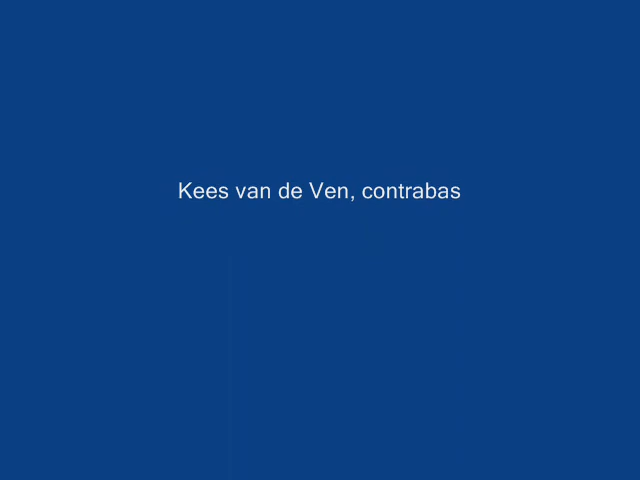 Kees van de Ven, contrabas